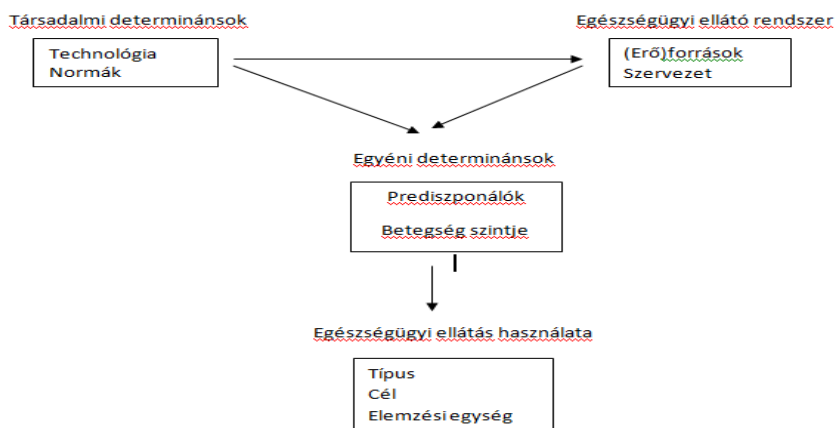 Társadalmi determinánsok
Technológia
Normák
Egészségügyi ellátó rendszer
(Erő)források
Szervezet
Egyéni determinánsok
Prediszponálók
Betegség szintje
Egészségügyi ellátás használata
Típus
Cél
Elemzési egység